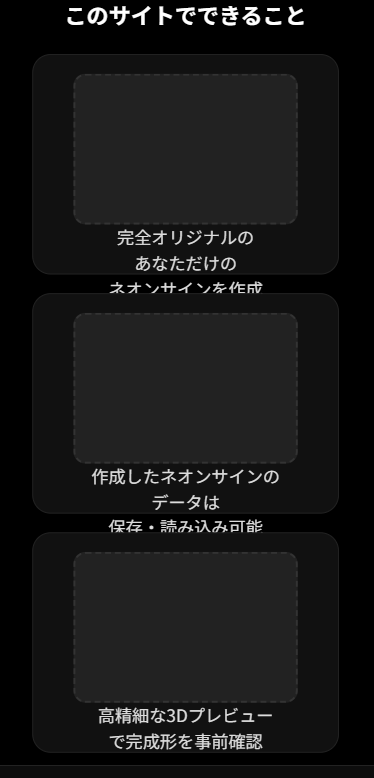 このサイトでできること
完全オリジナルの
あなただけの
ネオンサインを作成
作成したネオンサインの
データは
保存・読み込み可能
高精細な3Dプレビュー
で完成形を事前確認